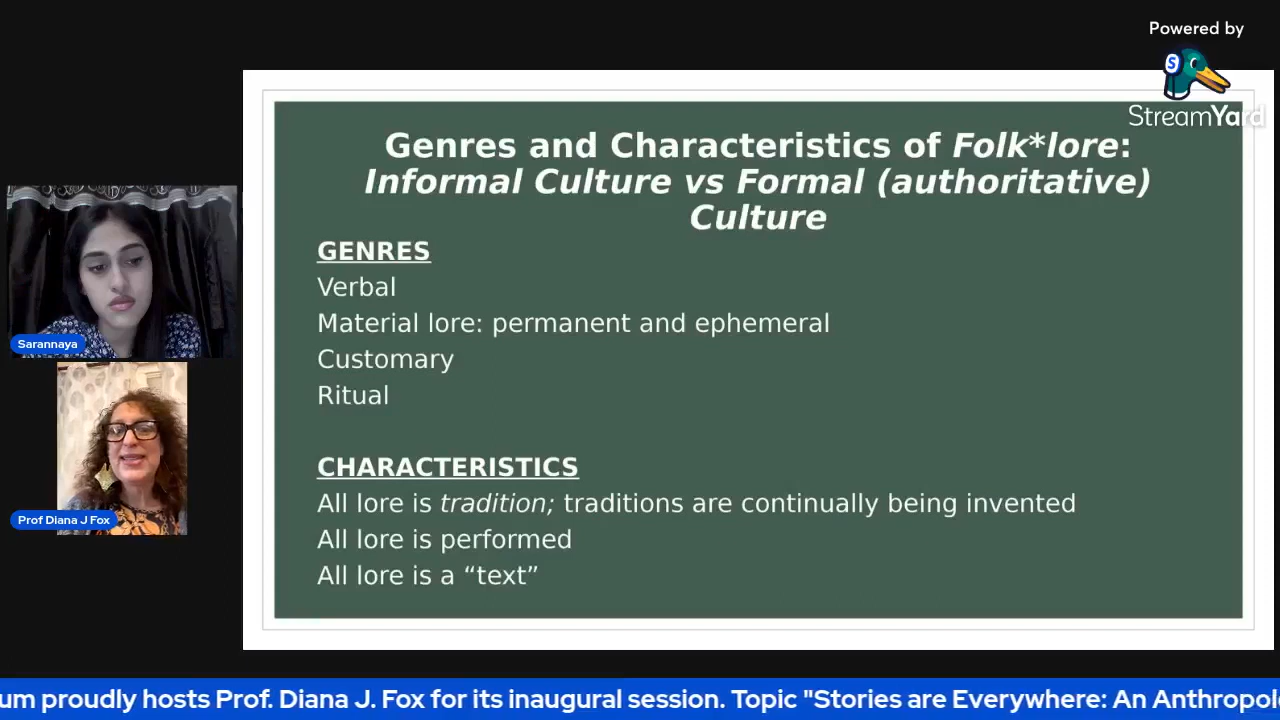 Powered by
S
StreamYard
Genres and Characteristics of Folk*lore:
Informal Culture vs Formal (authoritative)
Culture
GENRES
Verbal
Material lore: permanent and ephemeral
Customary
Ritual
CHARACTERISTICS
All lore is tradition; traditions are continually being invented
All lore is performed
All lore is a “text”
Sarannaya
Prof Diana J Fox
um proudly hosts Prof. Diana J. Fox for its inaugural session. Topic "Stories are Everywhere: An Anthropol